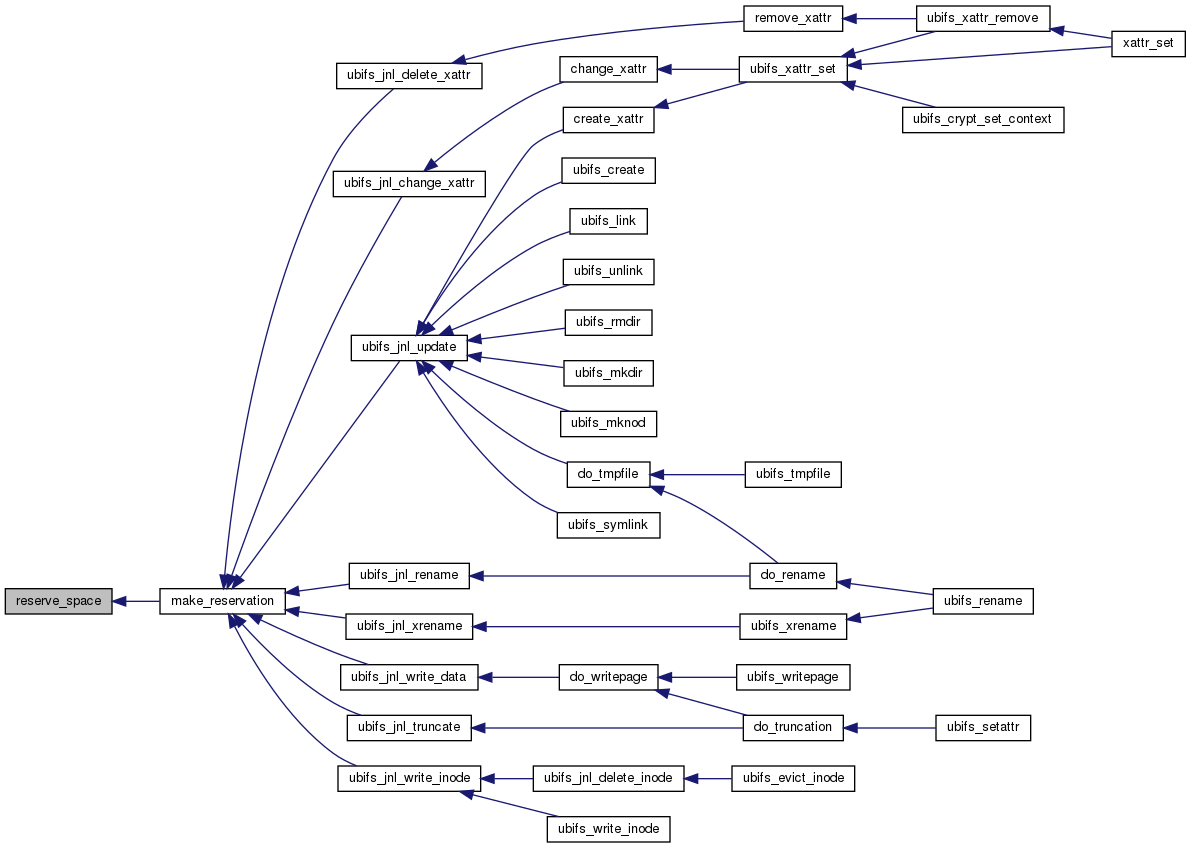 remove_xattr
ubifs_xattr_remove
xattr_set
ubifs_jnl_delete_xattr
change_xattr
ubifs_xattr_set
create_xattr
ubifs_crypt_set_context
ubifs_jnl_change_xattr
ubifs_create
ubifs_link
ubifs_unlink
ubifs_rmdir
ubifs_jnl_update
ubifs_mkdir
ubifs_mknod
do_tmpfile
ubifs_tmpfile
ubifs_symlink
ubifs_jnl_rename
do_rename
reserve_space
make_reservation
ubifs_rename
ubifs_jnl_xrename
ubifs_xrename
ubifs_jnl_write_data
do_writepage
ubifs_writepage
ubifs_jnl_truncate
do_truncation
ubifs_setattr
ubifs_jnl_write_inode
ubifs_jnl_delete_inode
ubifs_evict_inode
ubifs_write_inode